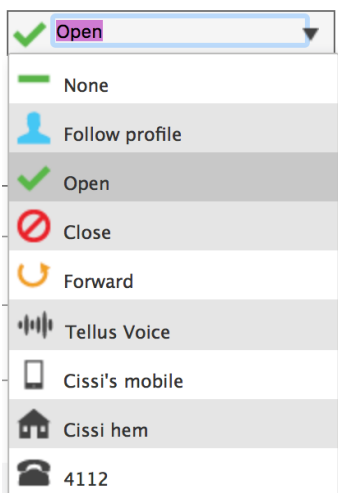 Open
None
Follow profile
Open
Close
Forward
Tellus Voice
Cissi's mobile
Cissi hem
4112